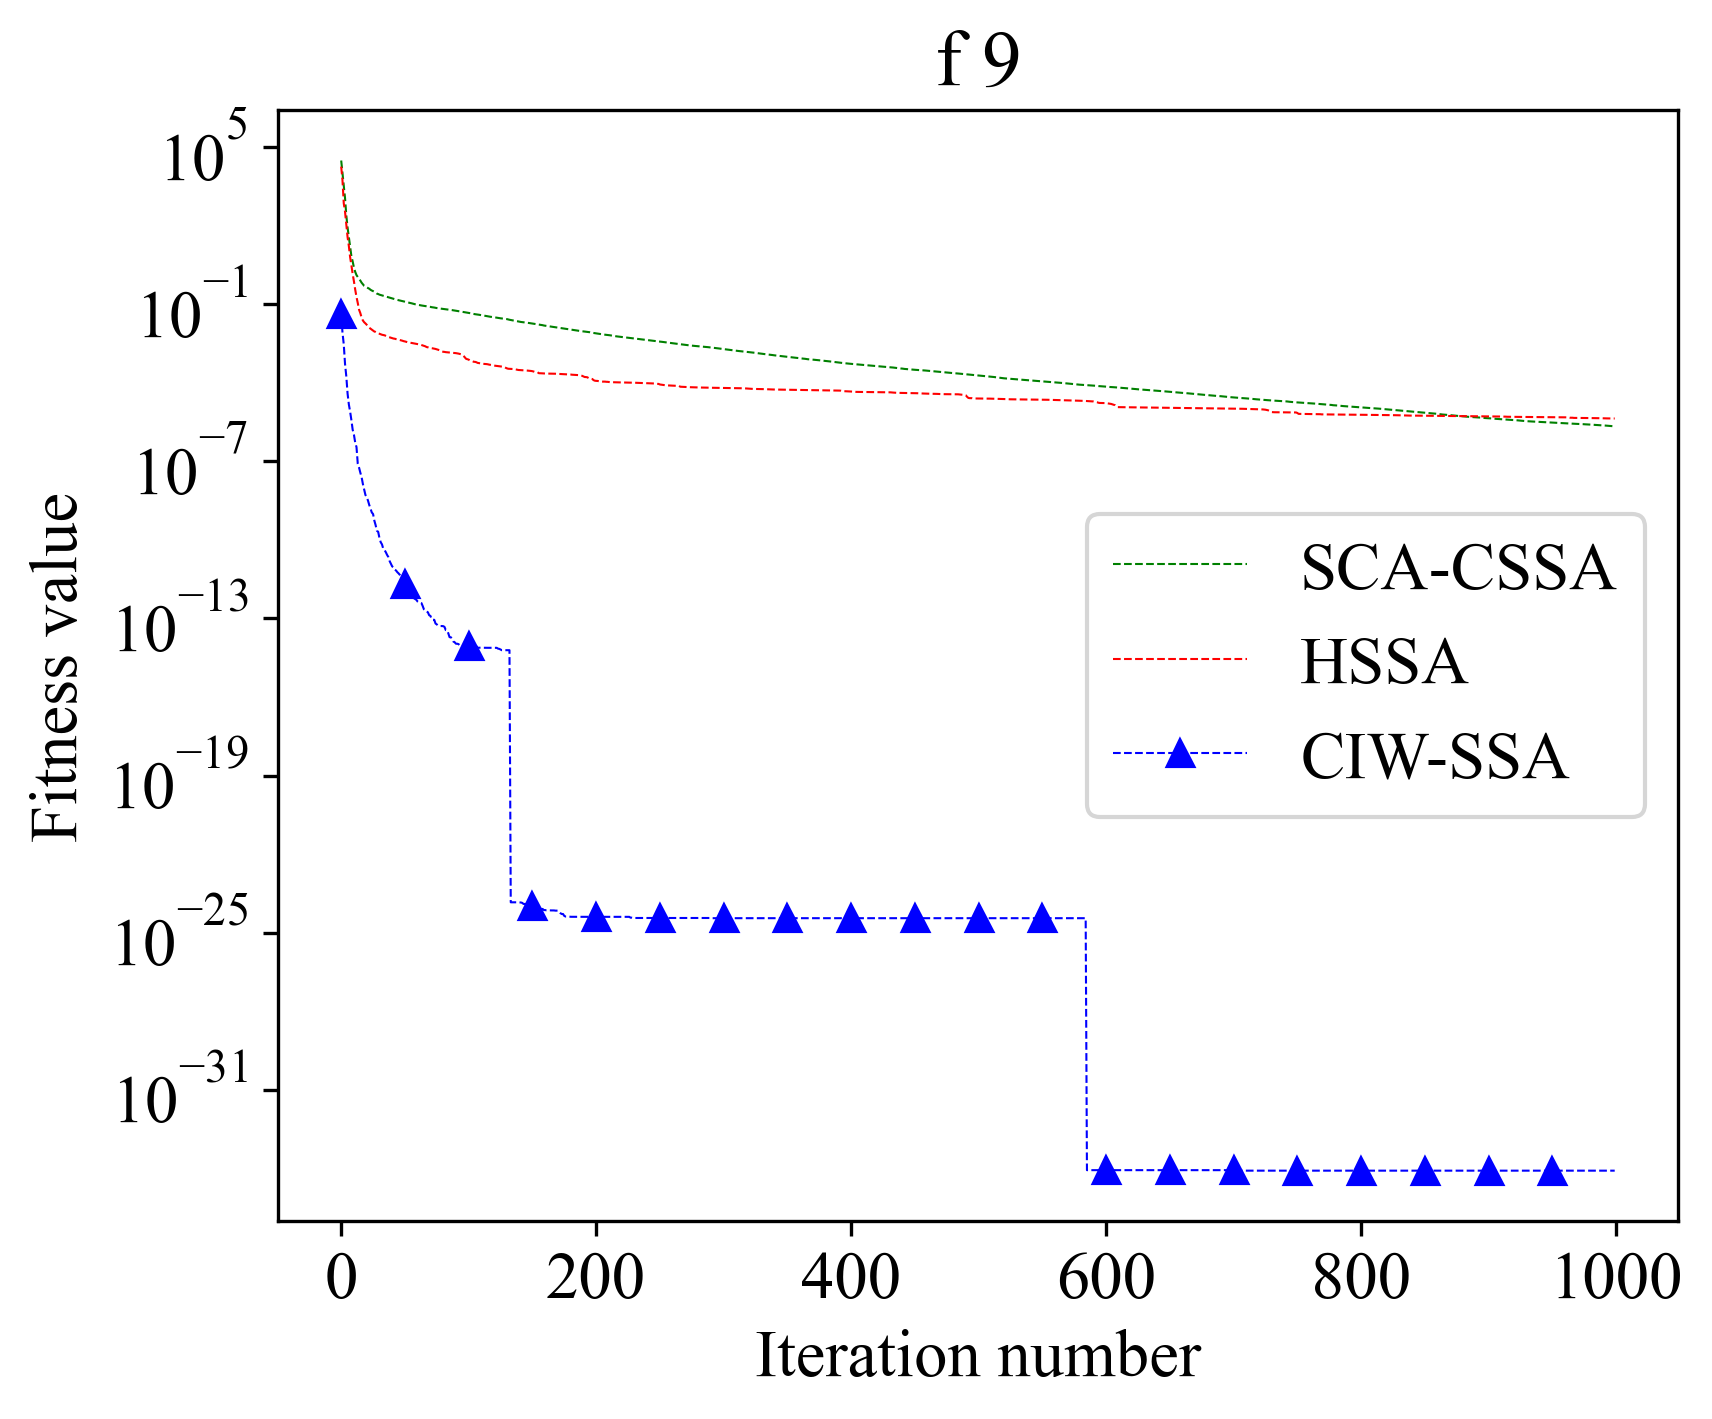 f 9
10^5
10^−1
10^−7
10^−13
10^−19
10^−25
10^−31
Fitness value
SCA-CSSA
HSSA
CIW-SSA
0 200 400 600 800 1000
Iteration number